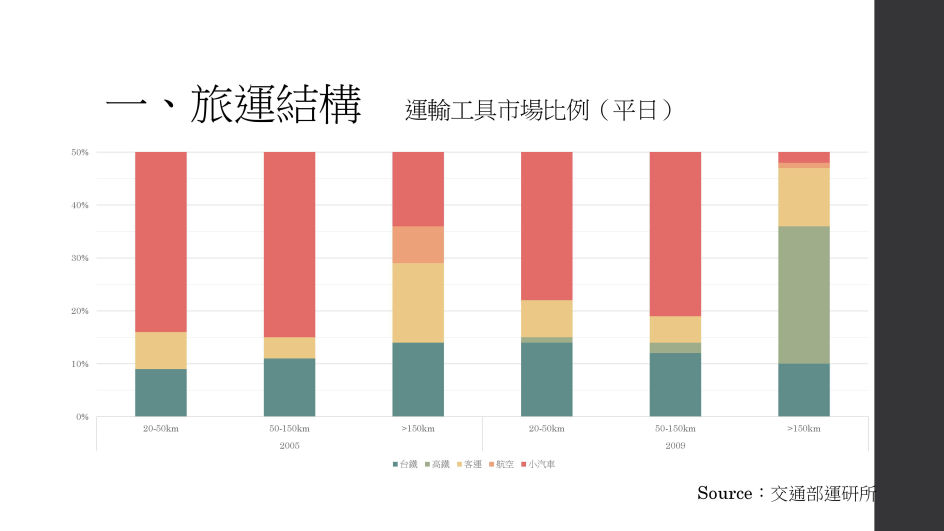 一、旅運結構 運輸工具市場比例（平日）
50%
40%
30%
20%
10%
0%
20-50km 50-150km >150km 20-50km 50-150km >150km
2005 2009
台鐵 高鐵 客運 航空 小汽車
Source：交通部運研所